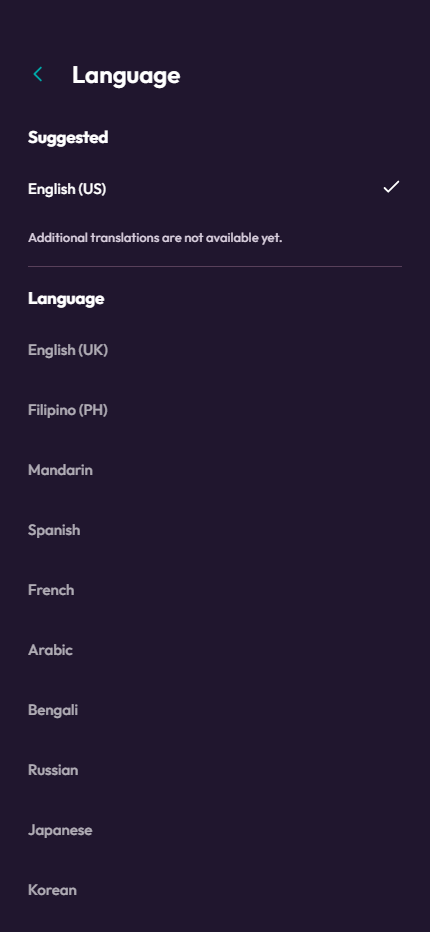 Language
Suggested
English (US)
Additional translations are not available yet.
Language
English (UK)
Filipino (PH)
Mandarin
Spanish
French
Arabic
Bengali
Russian
Japanese
Korean